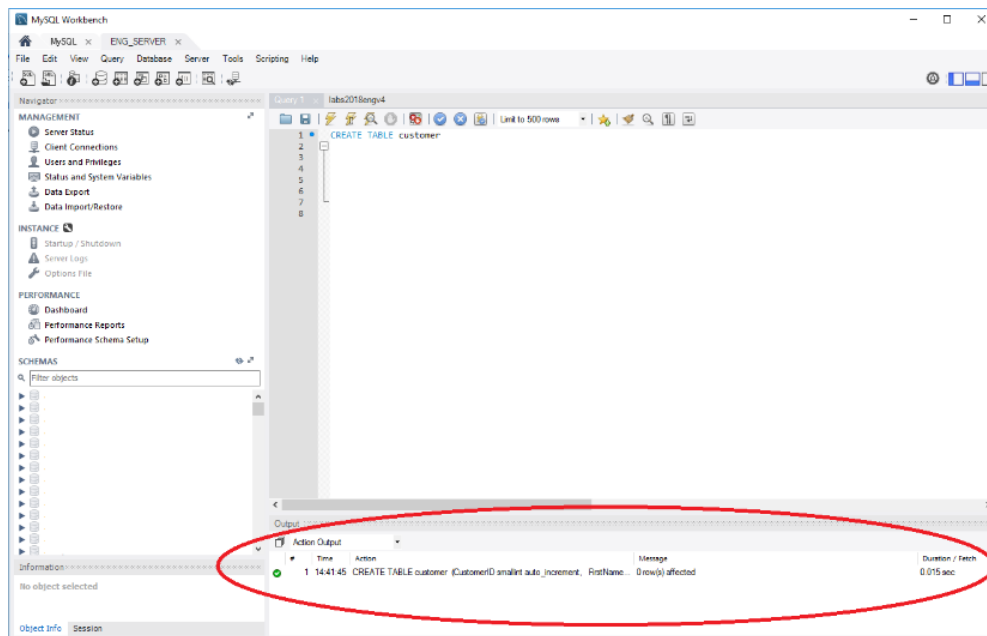 MySQL Workbench
MySQL × ENG_SERVER ×
File Edit View Query Database Server Tools Scripting Help
Navigator
MANAGEMENT
Server Status
Client Connections
Users and Privileges
Status and System Variables
Data Export
Data Import/Restore
INSTANCE
Startup / Shutdown
Server Logs
Options File
PERFORMANCE
Dashboard
Performance Reports
Performance Schema Setup
SCHEMAS
Filter objects
Information
No object selected
Object Info Session
Query 1 × labs2018engv4
Limit to 500 rows
1 CREATE TABLE customer
2
3
4
5
6
7
8
Output
Action Output
# Time Action Message Duration / Fetch
1 14:41:45 CREATE TABLE customer (CustomerID smallint auto_increment, FirstName... 0 row(s) affected 0.015 sec